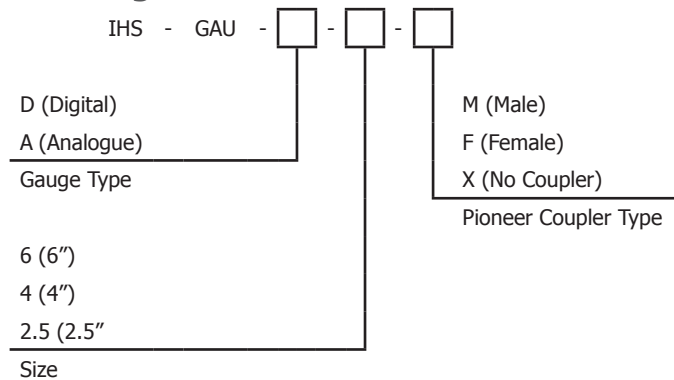 IHS - GAU - - -
D (Digital)
A (Analogue)
Gauge Type
6 (6”)
4 (4”)
2.5 (2.5”
Size
M (Male)
F (Female)
X (No Coupler)
Pioneer Coupler Type